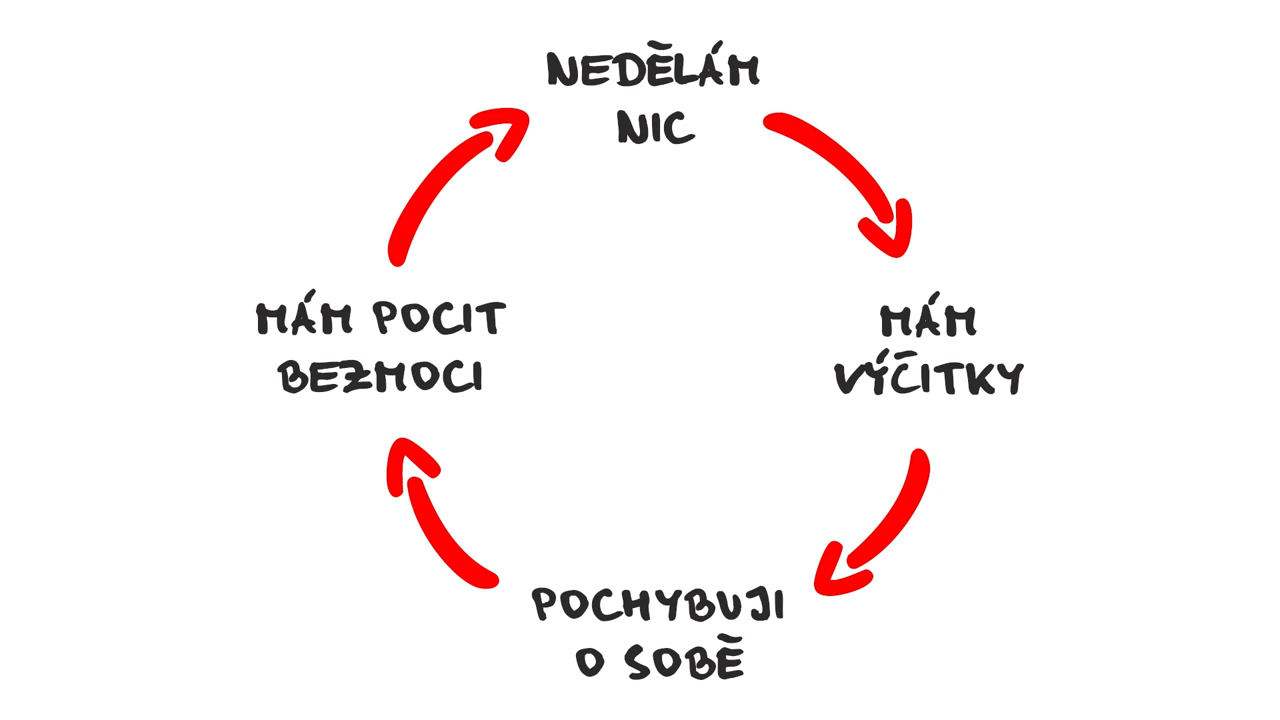 NEDĚLÁM
NIC
MÁM
VÝČITKY
POCHYBUJI
O SOBĚ
MÁM POCIT
BEZMOCI